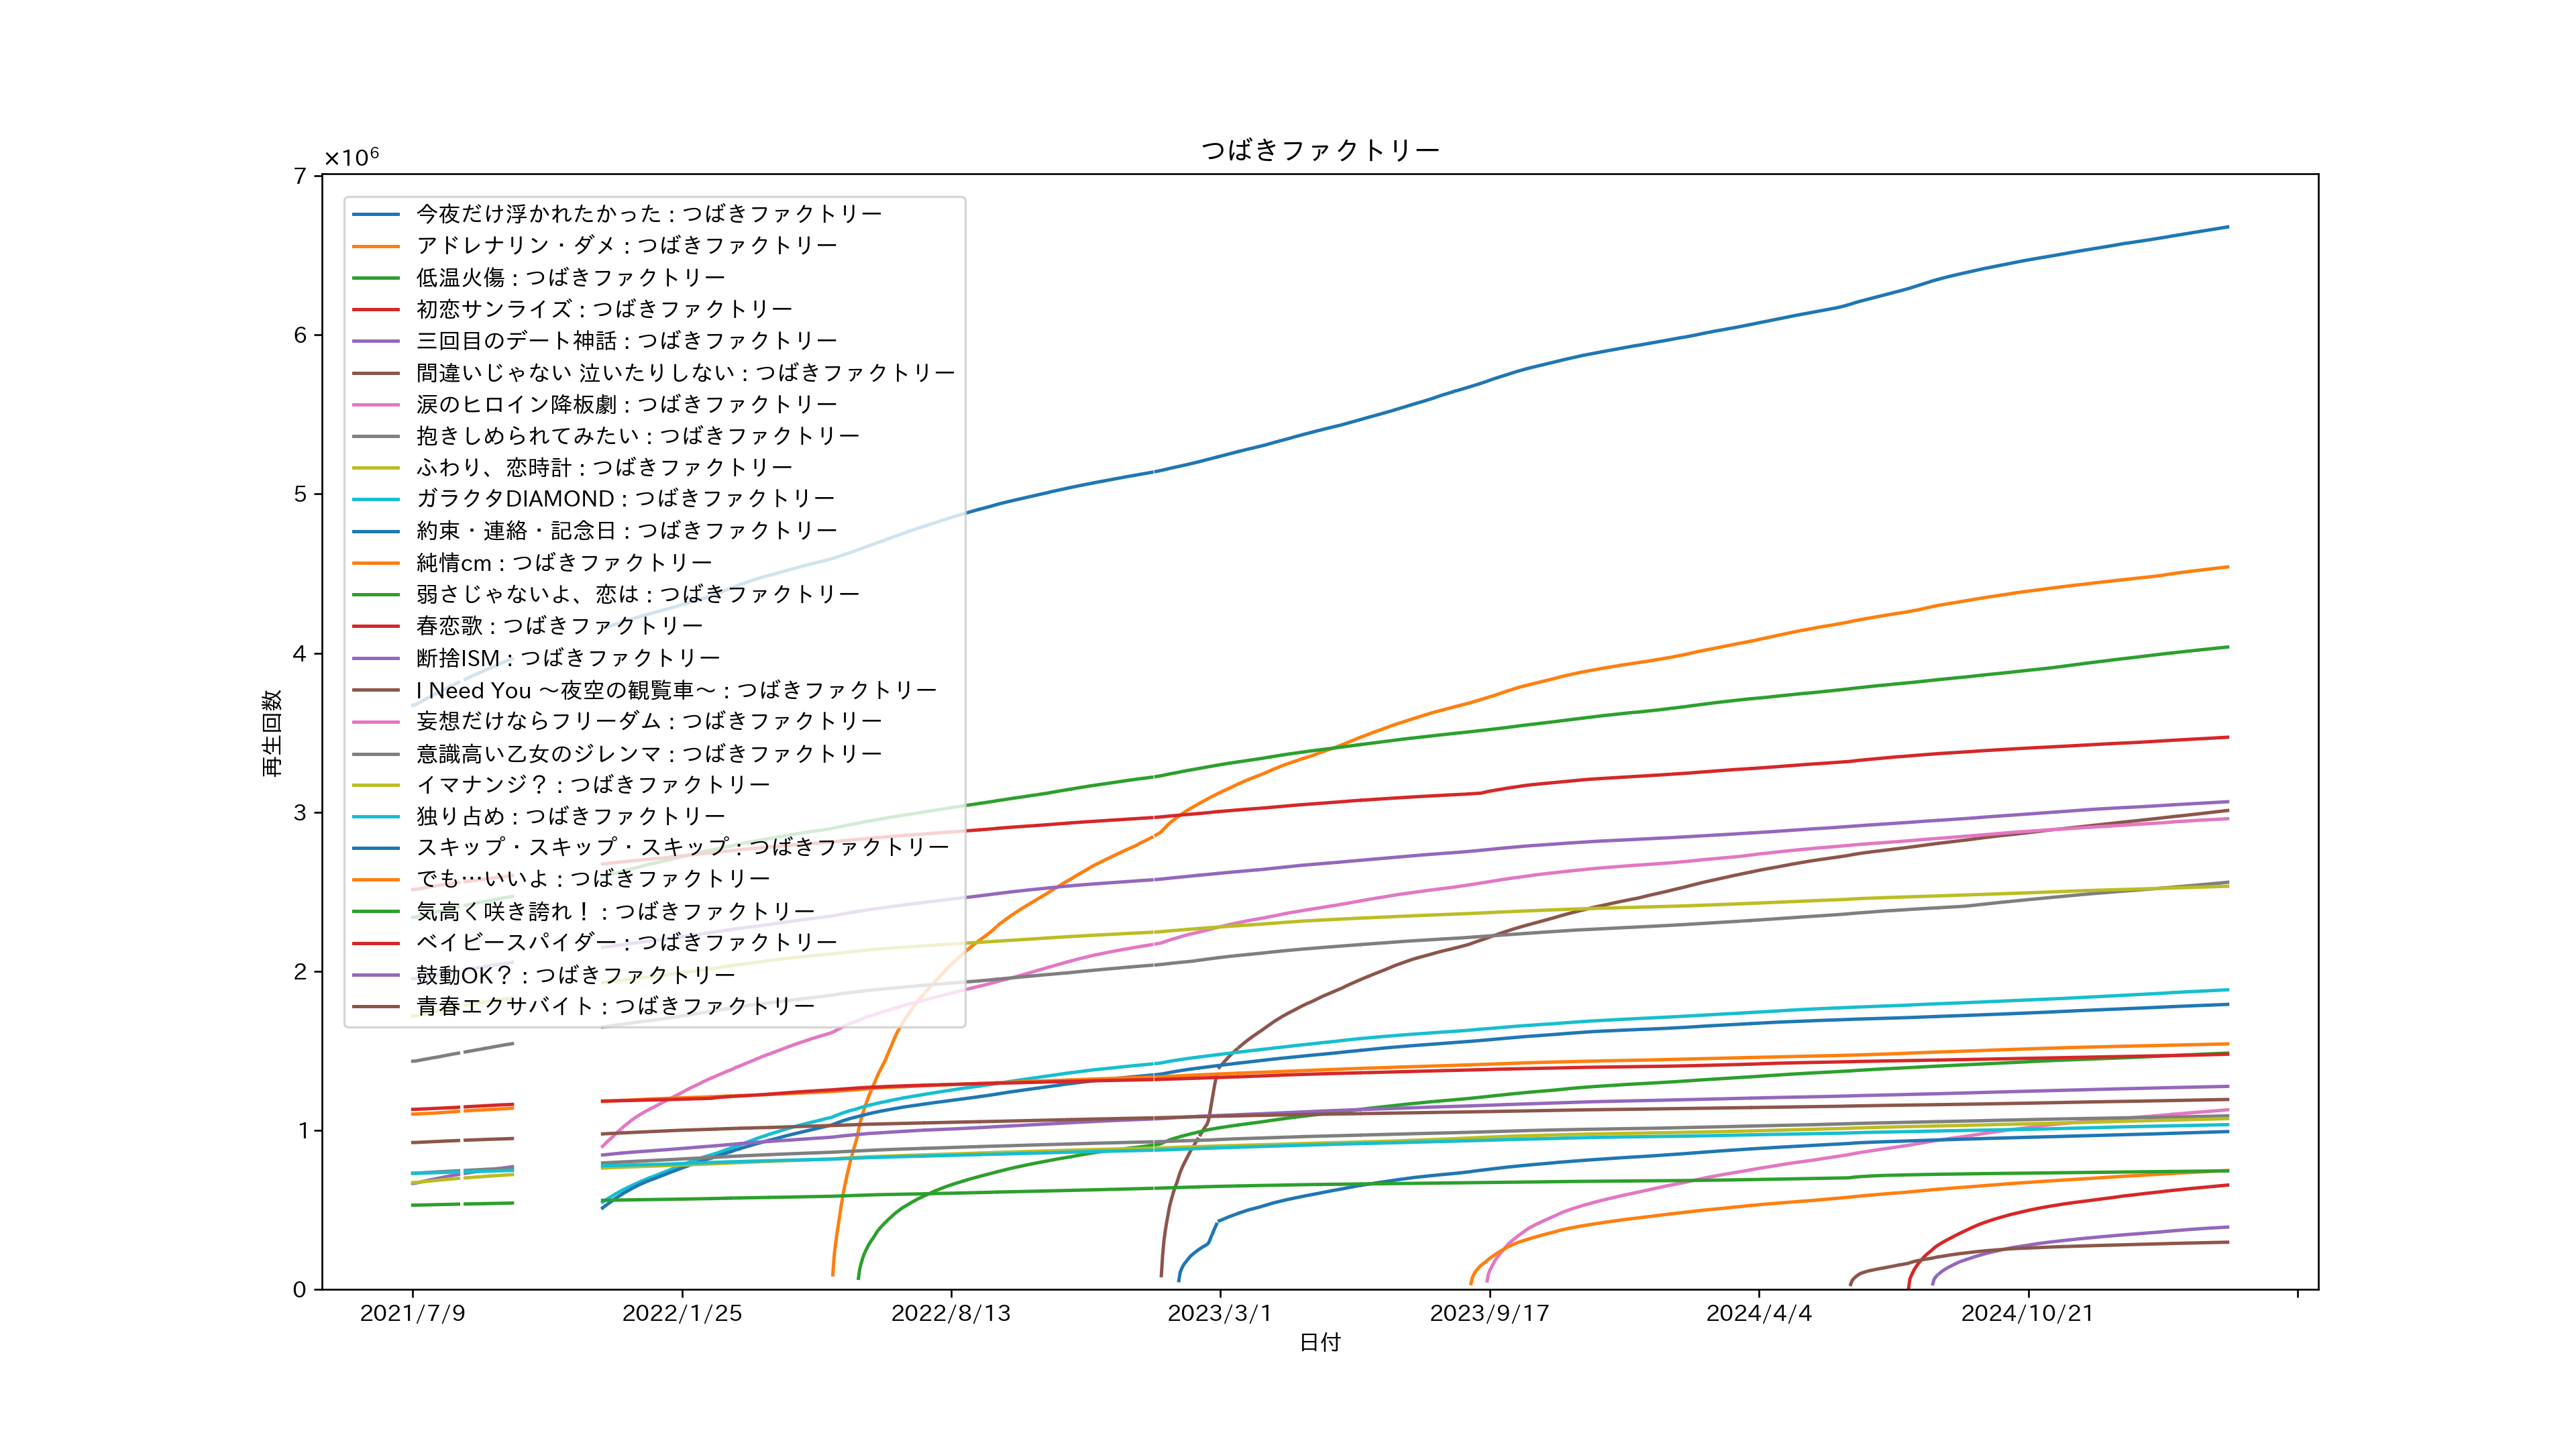 つばきファクトリー
×10⁶
7
6
5
4
3
2
1
0
再生回数
今夜だけ浮かれたかった : つばきファクトリー
アドレナリン・ダメ : つばきファクトリー
低温火傷 : つばきファクトリー
初恋サンライズ : つばきファクトリー
三回目のデート神話 : つばきファクトリー
間違いじゃない 泣いたりしない : つばきファクトリー
涙のヒロイン降板劇 : つばきファクトリー
抱きしめられてみたい : つばきファクトリー
ふわり、恋時計 : つばきファクトリー
ガラクタDIAMOND : つばきファクトリー
約束・連絡・記念日 : つばきファクトリー
純情cm : つばきファクトリー
弱さじゃないよ、恋は : つばきファクトリー
春恋歌 : つばきファクトリー
断捨ISM : つばきファクトリー
I Need You 〜夜空の観覧車〜 : つばきファクトリー
妄想だけならフリーダム : つばきファクトリー
意識高い乙女のジレンマ : つばきファクトリー
イマナンジ？ : つばきファクトリー
独り占め : つばきファクトリー
スキップ・スキップ・スキップ : つばきファクトリー
でも…いいよ : つばきファクトリー
気高く咲き誇れ！ : つばきファクトリー
ベイビースパイダー : つばきファクトリー
鼓動OK？ : つばきファクトリー
青春エクサバイト : つばきファクトリー
2021/7/9 2022/1/25 2022/8/13 2023/3/1 2023/9/17 2024/4/4 2024/10/21
日付